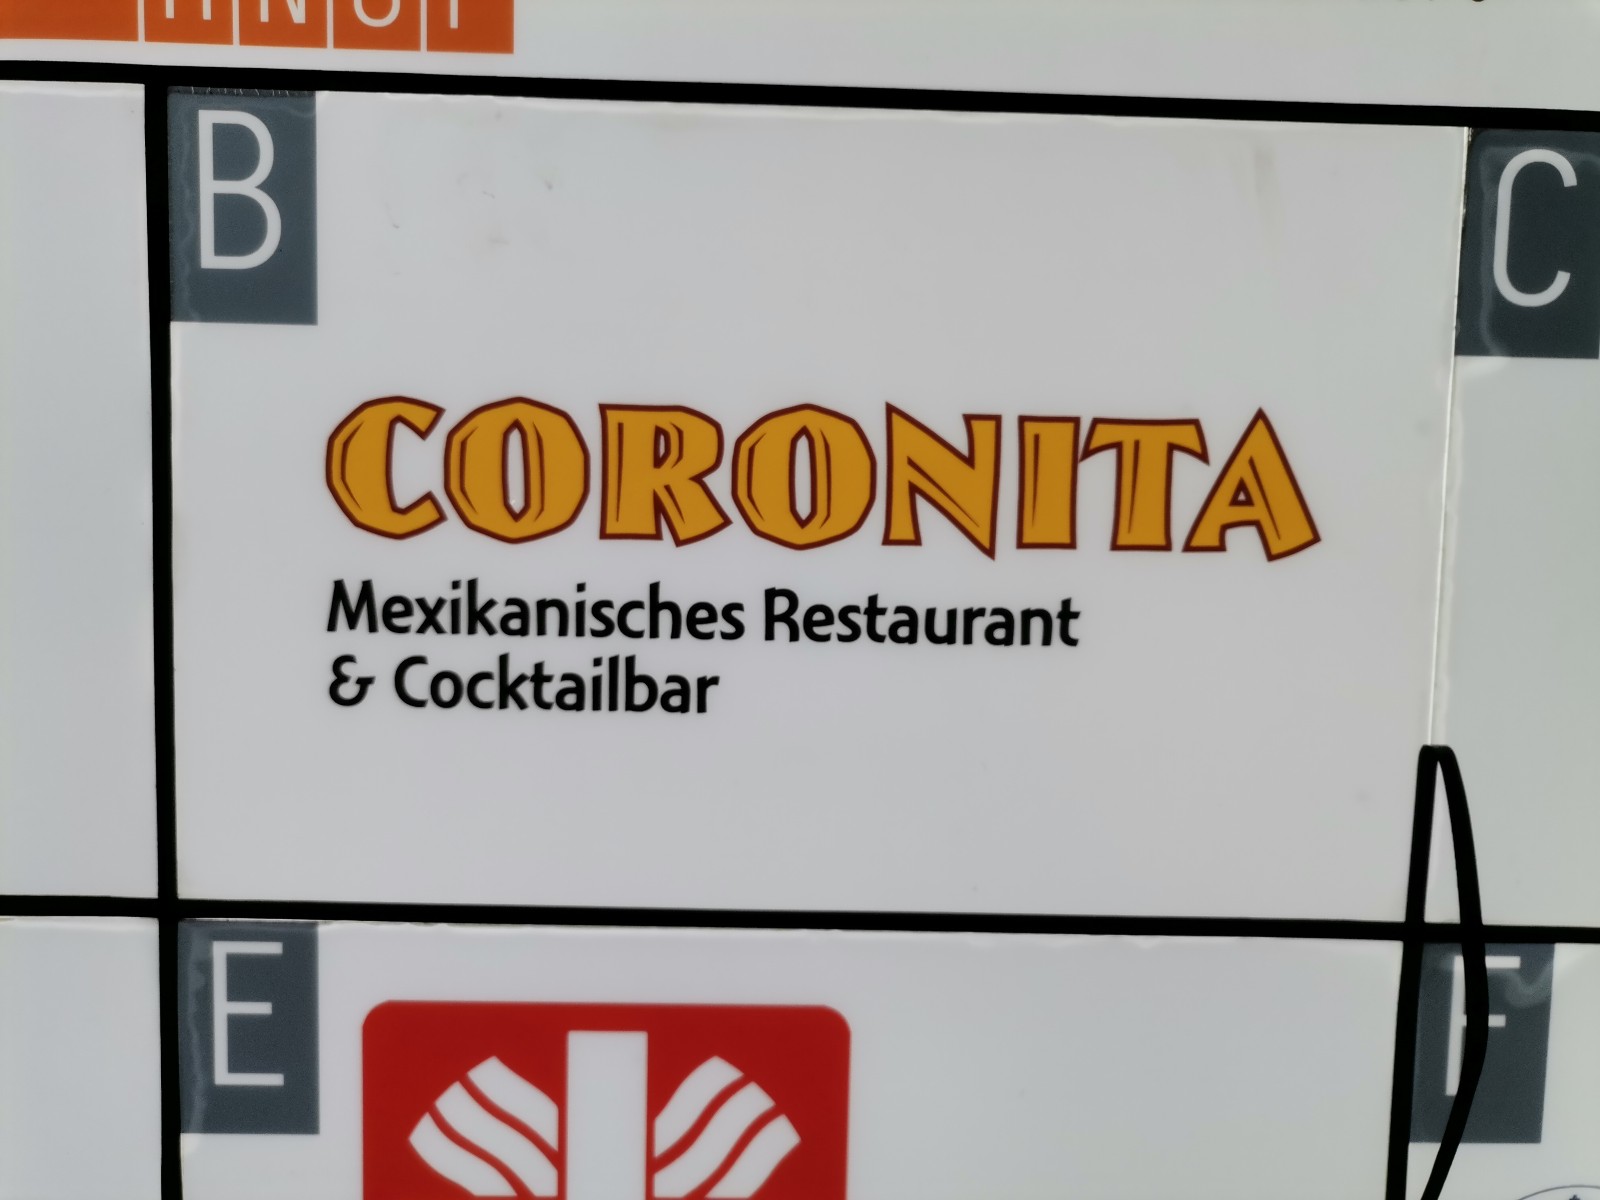 B
C
CORONITA
Mexikanisches Restaurant
& Cocktailbar
E
F